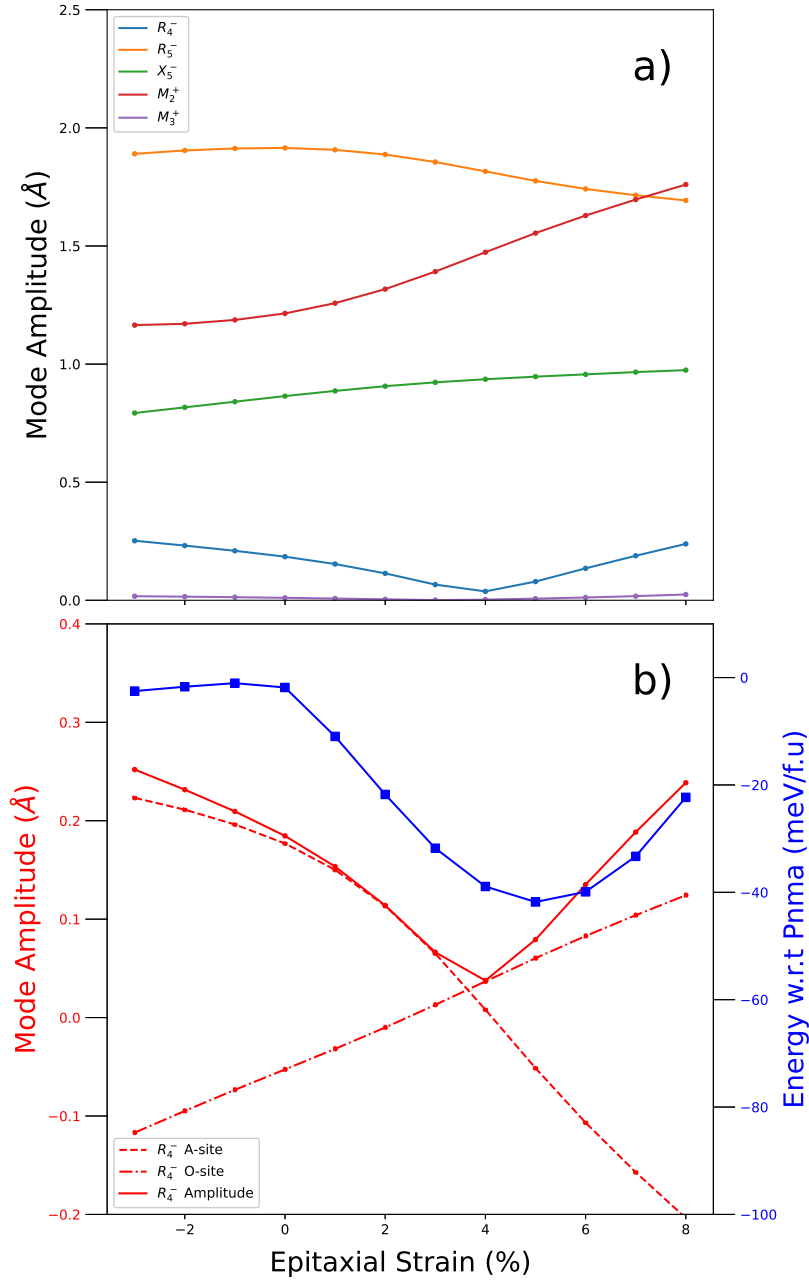 2.5
2.0
1.5
1.0
0.5
0.0
Mode Amplitude (Å)
R₄⁻
R₅⁻
X₅⁻
M₂⁺
M₃⁺
a)
0.4
0.3
0.2
0.1
0.0
−0.1
−0.2
Mode Amplitude (Å)
b)
0
−20
−40
−60
−80
−100
Energy w.r.t Pnma (meV/f.u)
R₄⁻ A-site
R₄⁻ O-site
R₄⁻ Amplitude
−2 0 2 4 6 8
Epitaxial Strain (%)